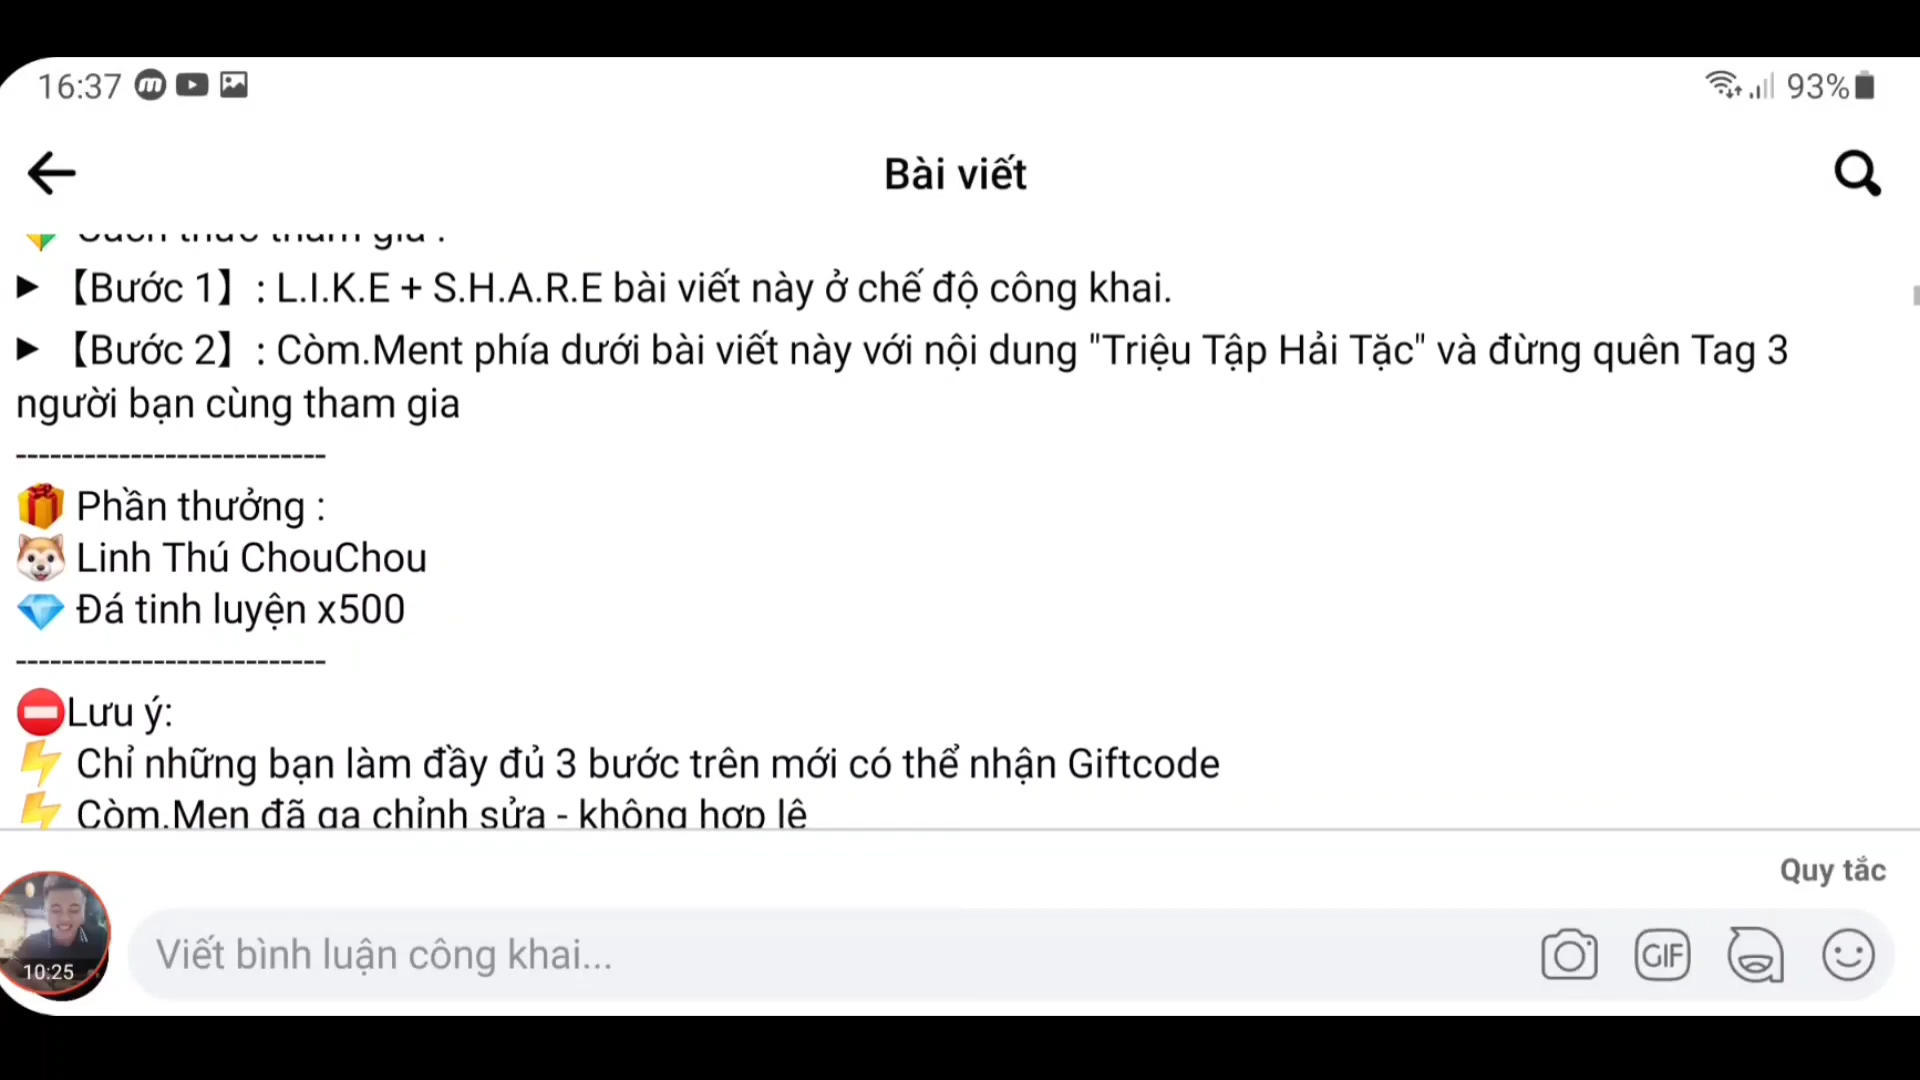 16:37
93%
Bài viết
► 【Bước 1】 : L.I.K.E + S.H.A.R.E bài viết này ở chế độ công khai.
► 【Bước 2】 : Còm.Ment phía dưới bài viết này với nội dung "Triệu Tập Hải Tặc" và đừng quên Tag 3
người bạn cùng tham gia
---------------------------
Phần thưởng :
Linh Thú ChouChou
Đá tinh luyện x500
---------------------------
Lưu ý:
Chỉ những bạn làm đầy đủ 3 bước trên mới có thể nhận Giftcode
Còm.Men đã qa chỉnh sửa - không hợp lệ
Quy tắc
10:25
Viết bình luận công khai...
GIF